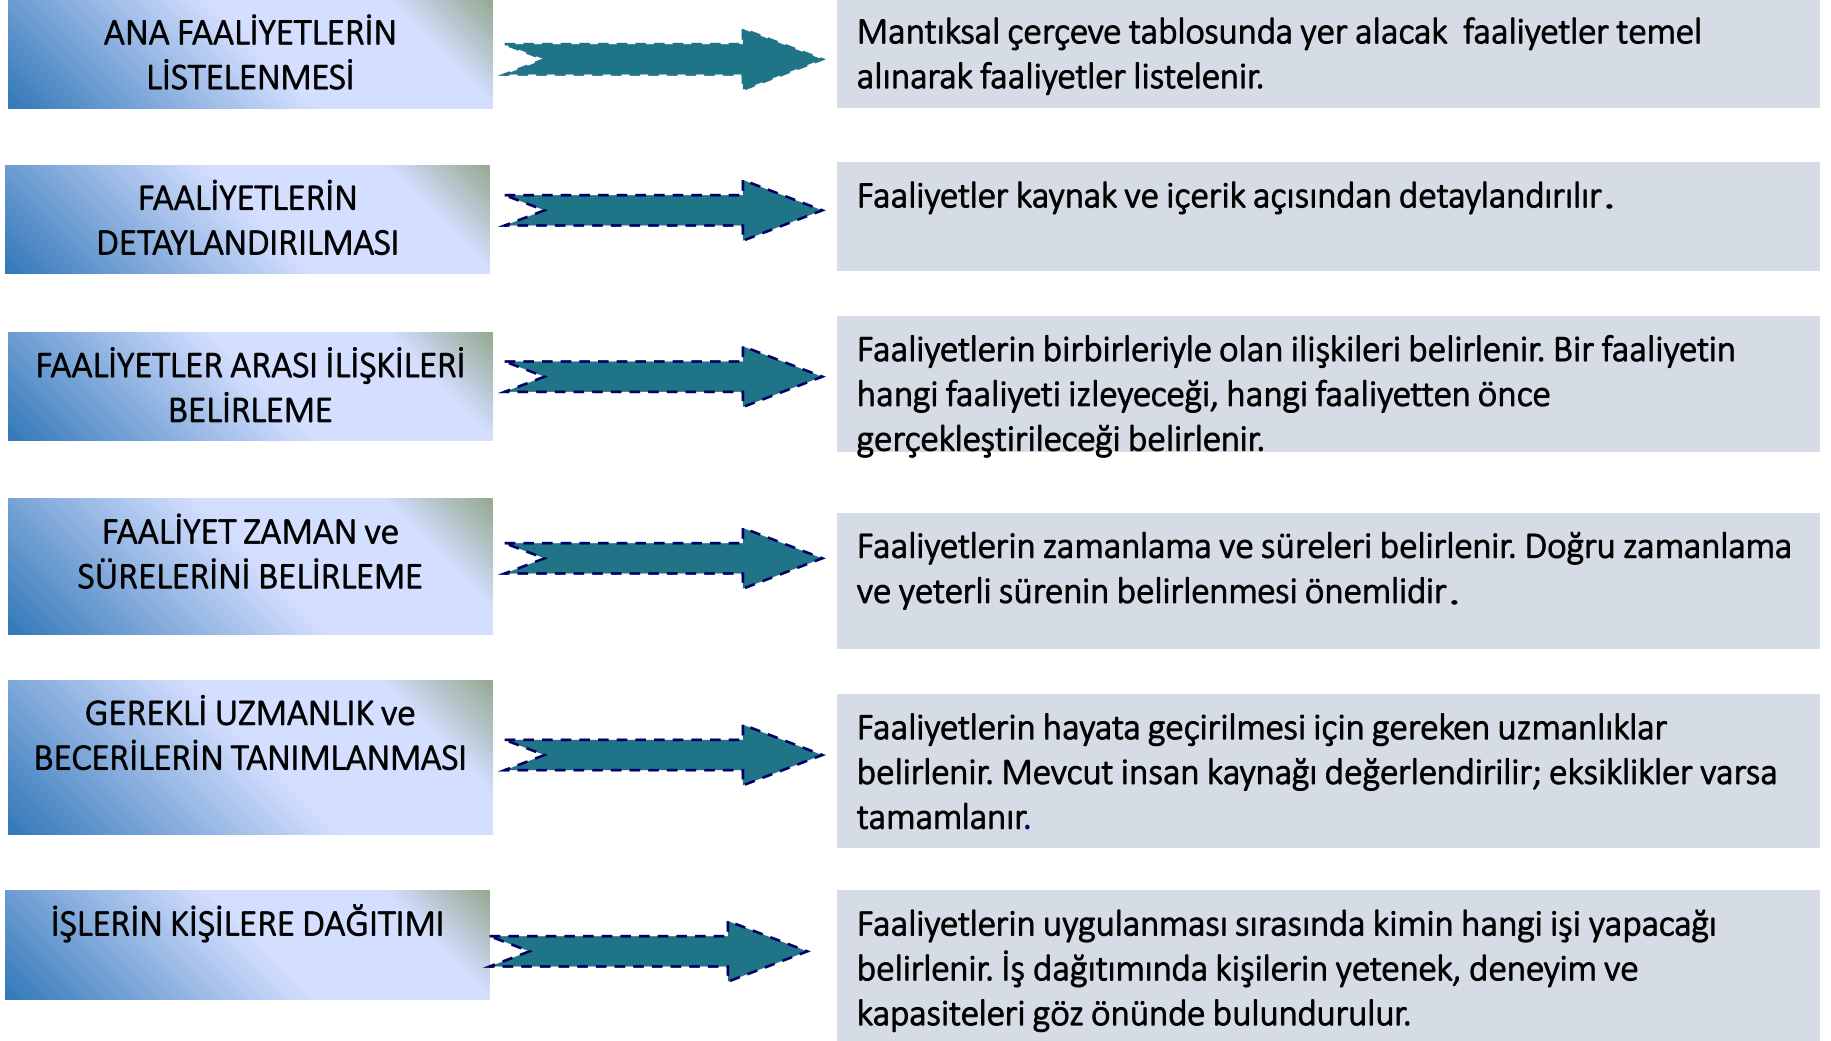 ANA FAALİYETLERİN
LİSTELENMESİ
Mantıksal çerçeve tablosunda yer alacak  faaliyetler temel
alınarak faaliyetler listelenir.
FAALİYETLERİN
DETAYLANDIRILMASI
Faaliyetler kaynak ve içerik açısından detaylandırılır.
FAALİYETLER ARASI İLİŞKİLERİ
BELİRLEME
Faaliyetlerin birbirleriyle olan ilişkileri belirlenir. Bir faaliyetin
hangi faaliyeti izleyeceği, hangi faaliyetten önce
gerçekleştirileceği belirlenir.
FAALİYET ZAMAN ve
SÜRELERİNİ BELİRLEME
Faaliyetlerin zamanlama ve süreleri belirlenir. Doğru zamanlama
ve yeterli sürenin belirlenmesi önemlidir.
GEREKLİ UZMANLIK ve
BECERİLERİN TANIMLANMASI
Faaliyetlerin hayata geçirilmesi için gereken uzmanlıklar
belirlenir. Mevcut insan kaynağı değerlendirilir; eksiklikler varsa
tamamlanır.
İŞLERİN KİŞİLERE DAĞITIMI
Faaliyetlerin uygulanması sırasında kimin hangi işi yapacağı
belirlenir. İş dağıtımında kişilerin yetenek, deneyim ve
kapasiteleri göz önünde bulundurulur.